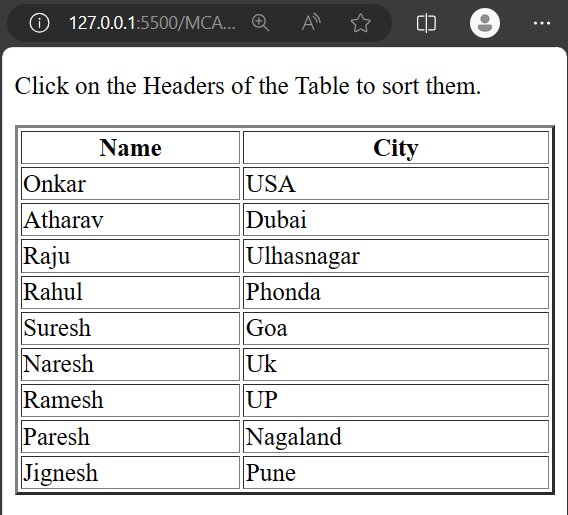 127.0.0.1:5500/MCA...
Click on the Headers of the Table to sort them.
Name City
Onkar USA
Atharav Dubai
Raju Ulhasnagar
Rahul Phonda
Suresh Goa
Naresh Uk
Ramesh UP
Paresh Nagaland
Jignesh Pune